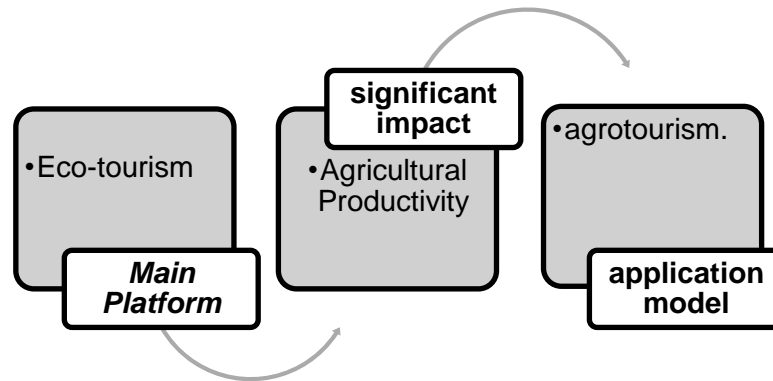 •Eco-tourism
Main
Platform
significant
impact
•Agricultural
Productivity
•agrotourism.
application
model